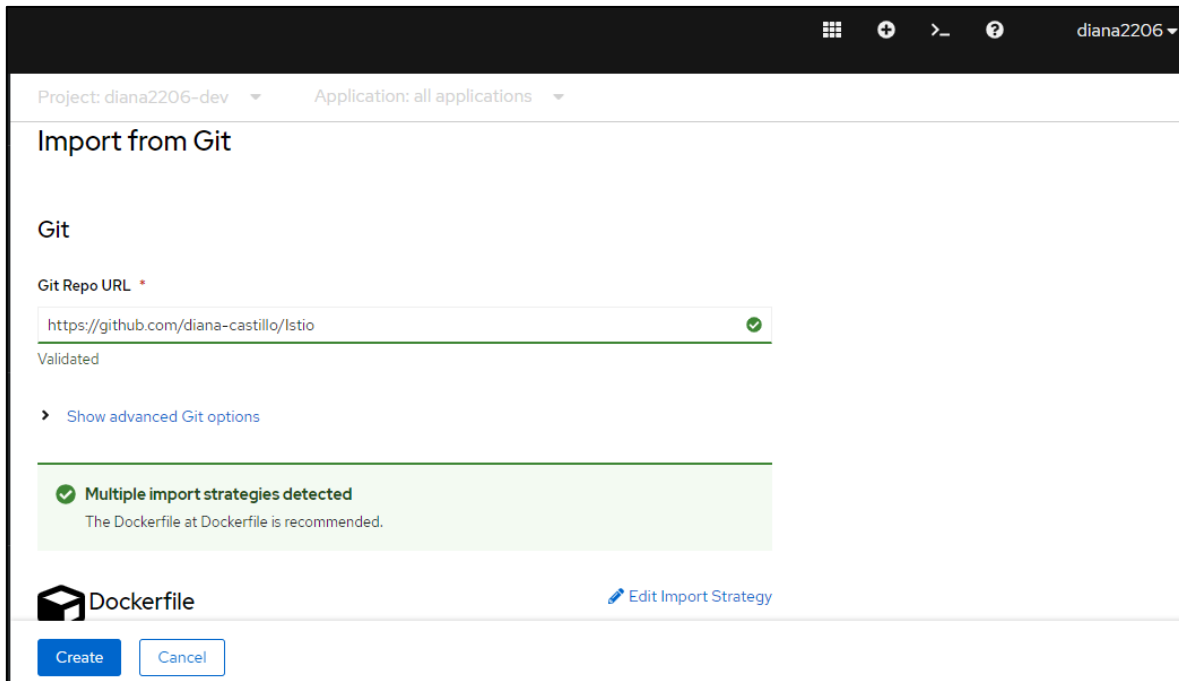 diana2206
Project: diana2206-dev Application: all applications
Import from Git
Git
Git Repo URL *
https://github.com/diana-castillo/Istio
Validated
Show advanced Git options
Multiple import strategies detected
The Dockerfile at Dockerfile is recommended.
Dockerfile Edit Import Strategy
Create Cancel